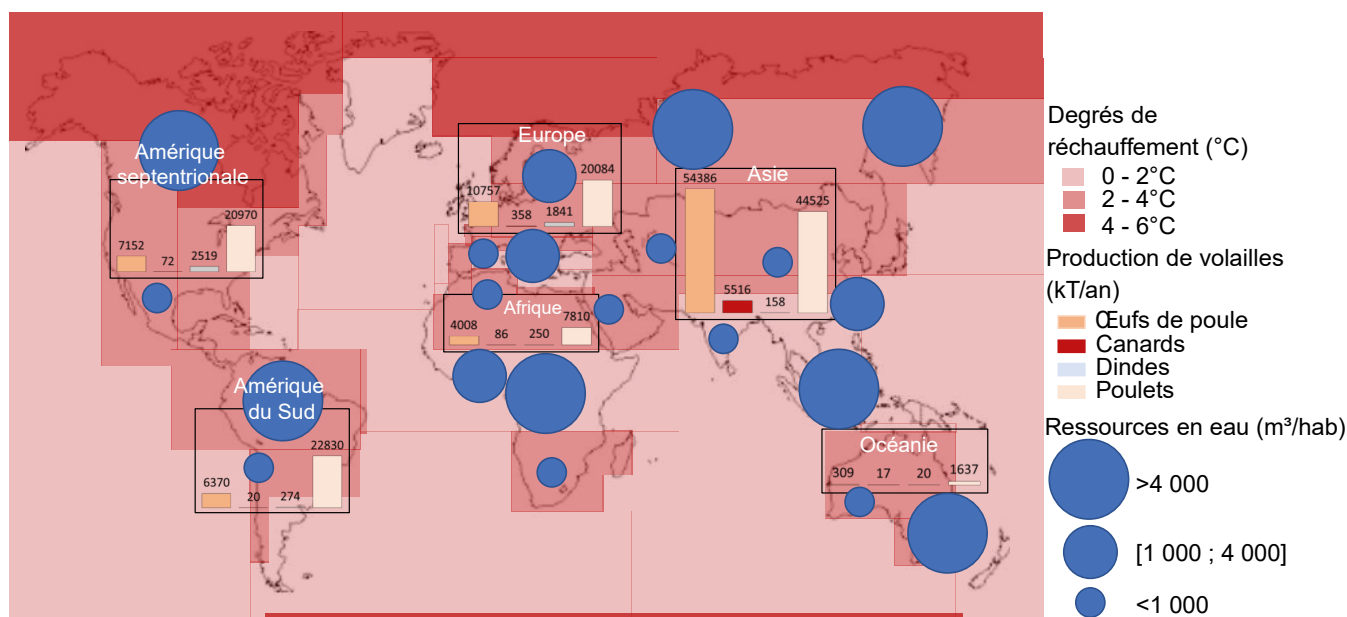 Amérique
septentrionale
7152
72
2519
20970
Europe
10757
358
1841
20084
Asie
54386
5516
158
44525
Afrique
4008
86
250
7810
Amérique
du Sud
6370
20
274
22830
Océanie
309
17
20
1637
Degrés de
réchauffement (°C)
0 - 2°C
2 - 4°C
4 - 6°C
Production de volailles
(kT/an)
Œufs de poule
Canards
Dindes
Poulets
Ressources en eau (m³/hab)
>4 000
[1 000 ; 4 000]
<1 000